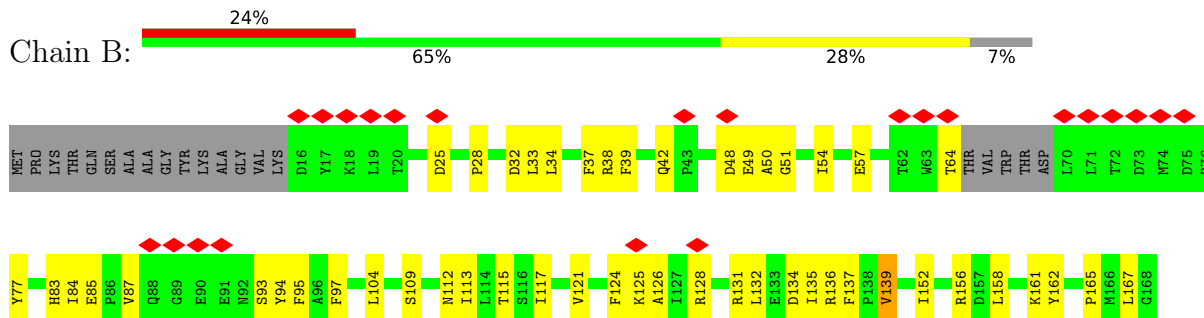 24%
Chain B:
65% 28% 7%
MET PRO LYS THR GLN SER ALA ALA GLY TYR LYS ALA GLY VAL LYS D16 Y17 K18 L19 T20 D25 P28 D32 L33 L34 F37 R38 F39 Q42 P43 D48 E49 A50 G51 I54 E57 T62 W63 T64 THR VAL TRP THR ASP L70 L71 T72 D73 M74 D75
Y77 H83 I84 E85 P86 V87 Q88 G89 E90 E91 N92 S93 Y94 F95 A96 F97 L104 S109 N112 I113 L114 T115 S116 I117 V121 F124 K125 A126 I127 R128 R131 L132 E133 D134 I135 R136 F137 P138 V139 I152 R156 D157 L158 K161 Y162 P165 M166 L167 G168